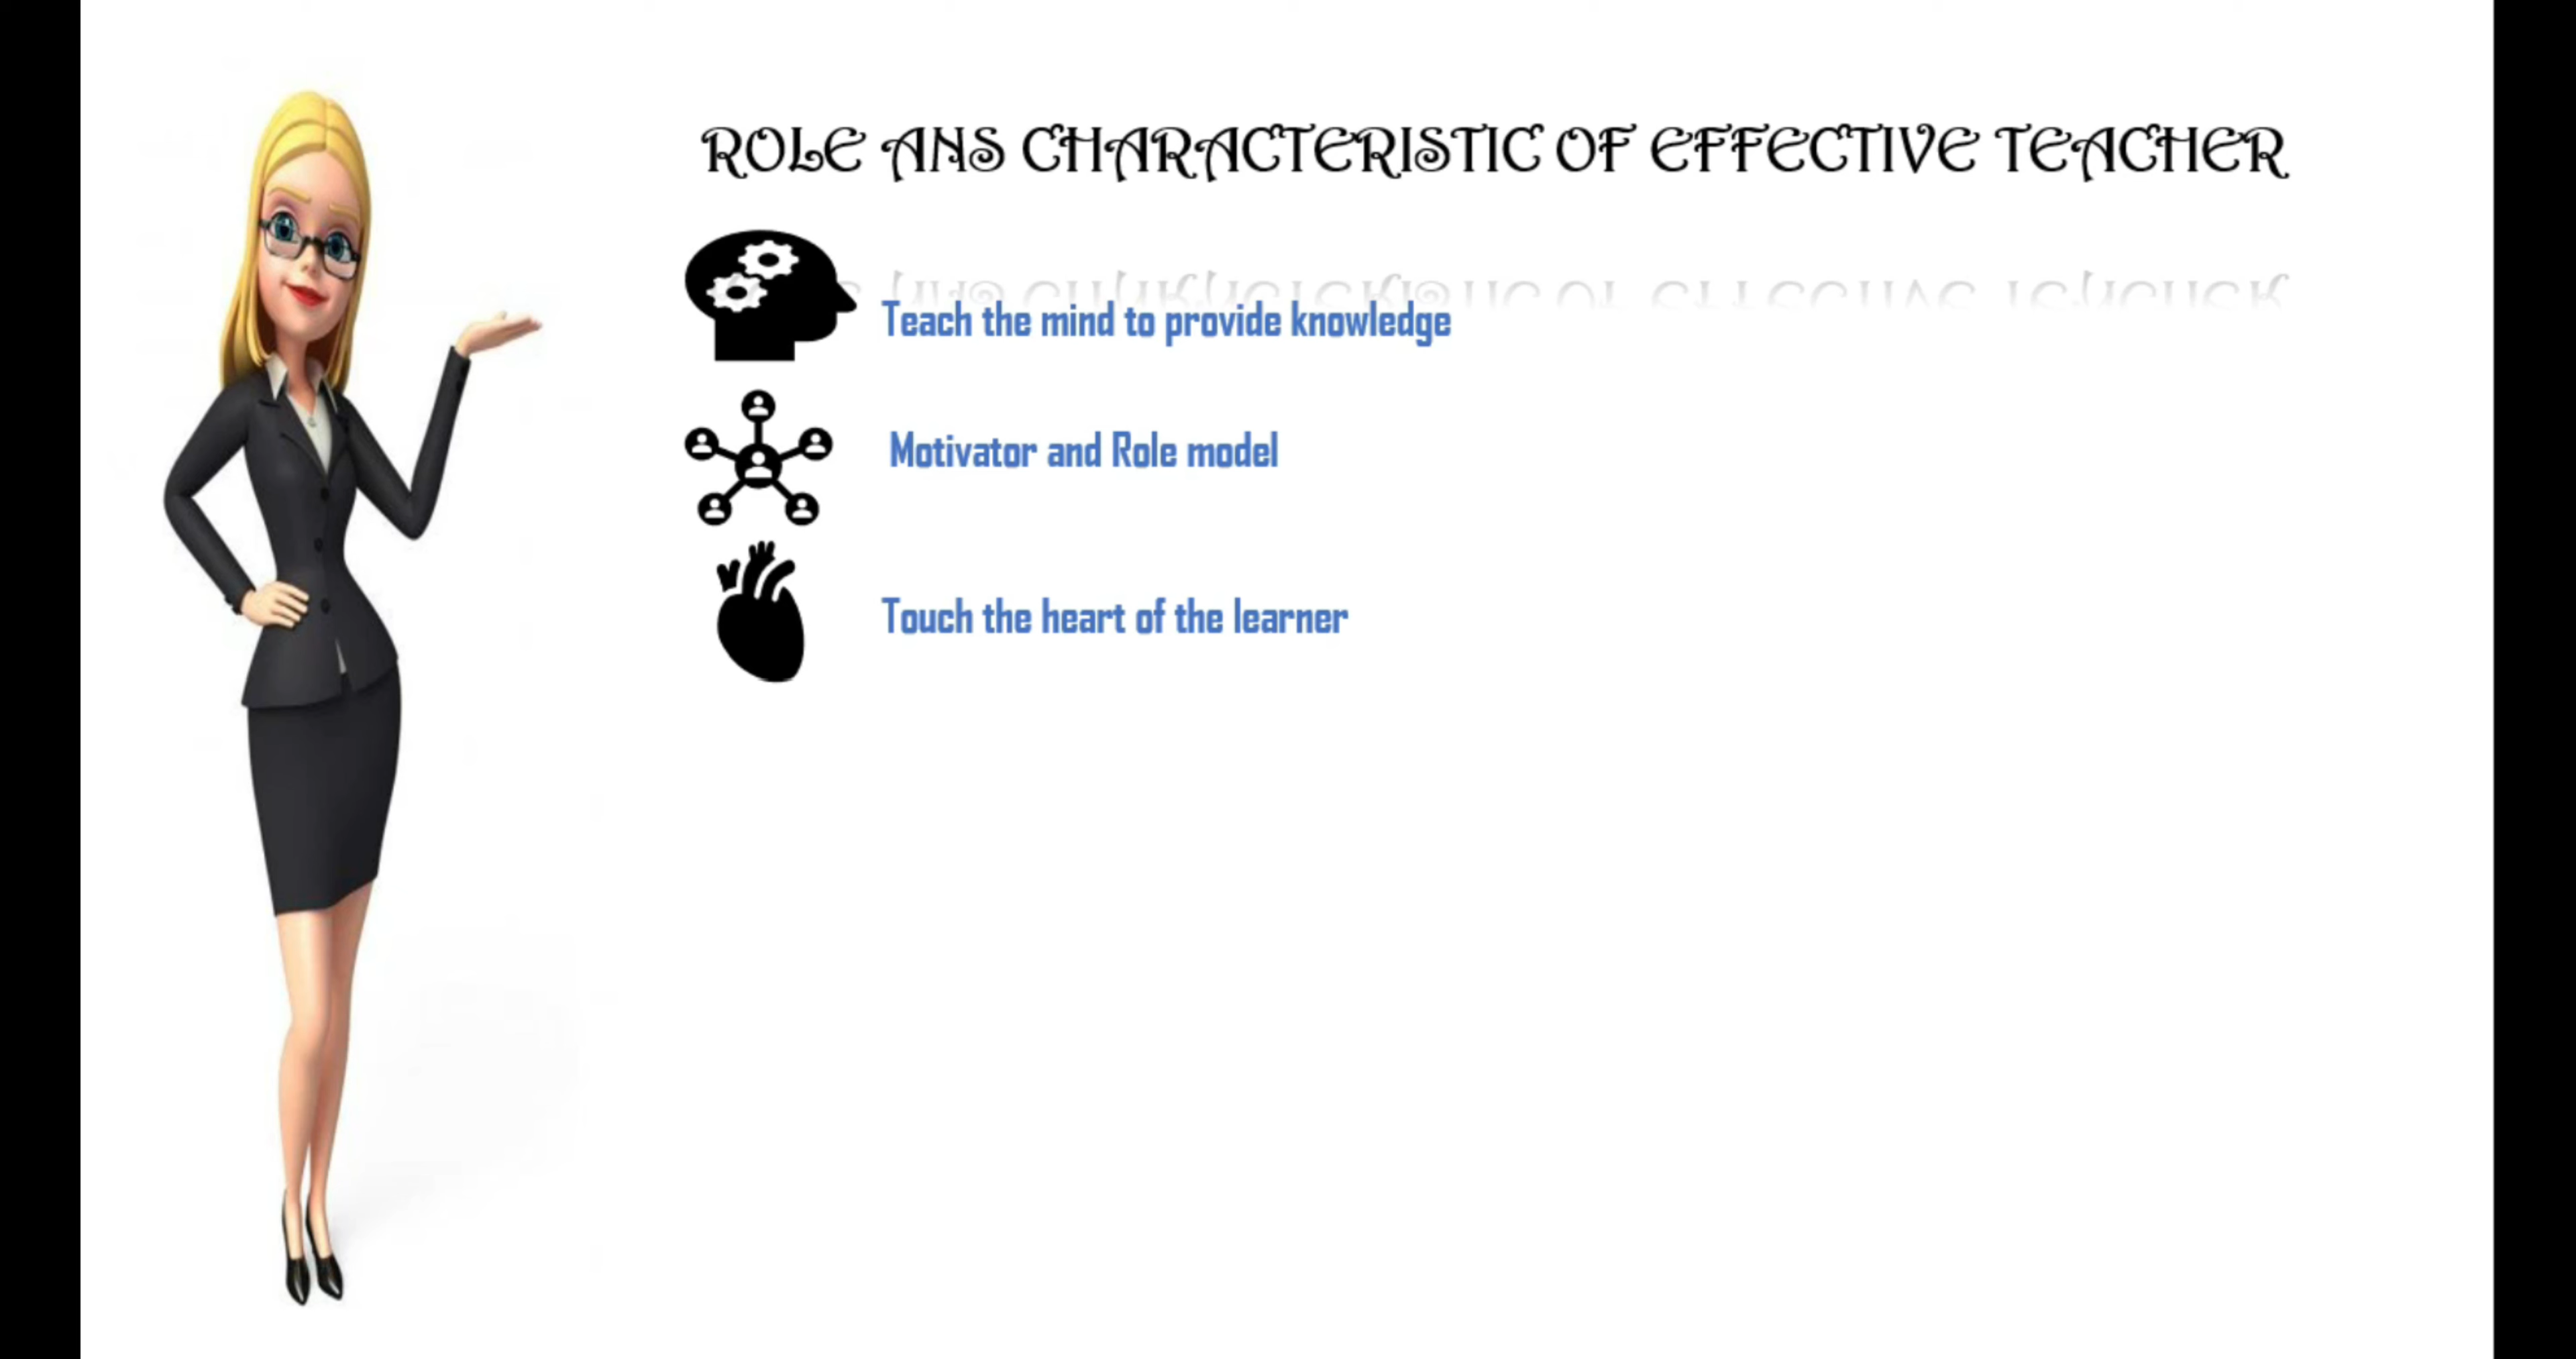 ROLE ANS CHARACTERISTIC OF EFFECTIVE TEACHER
Teach the mind to provide knowledge
Motivator and Role model
Touch the heart of the learner